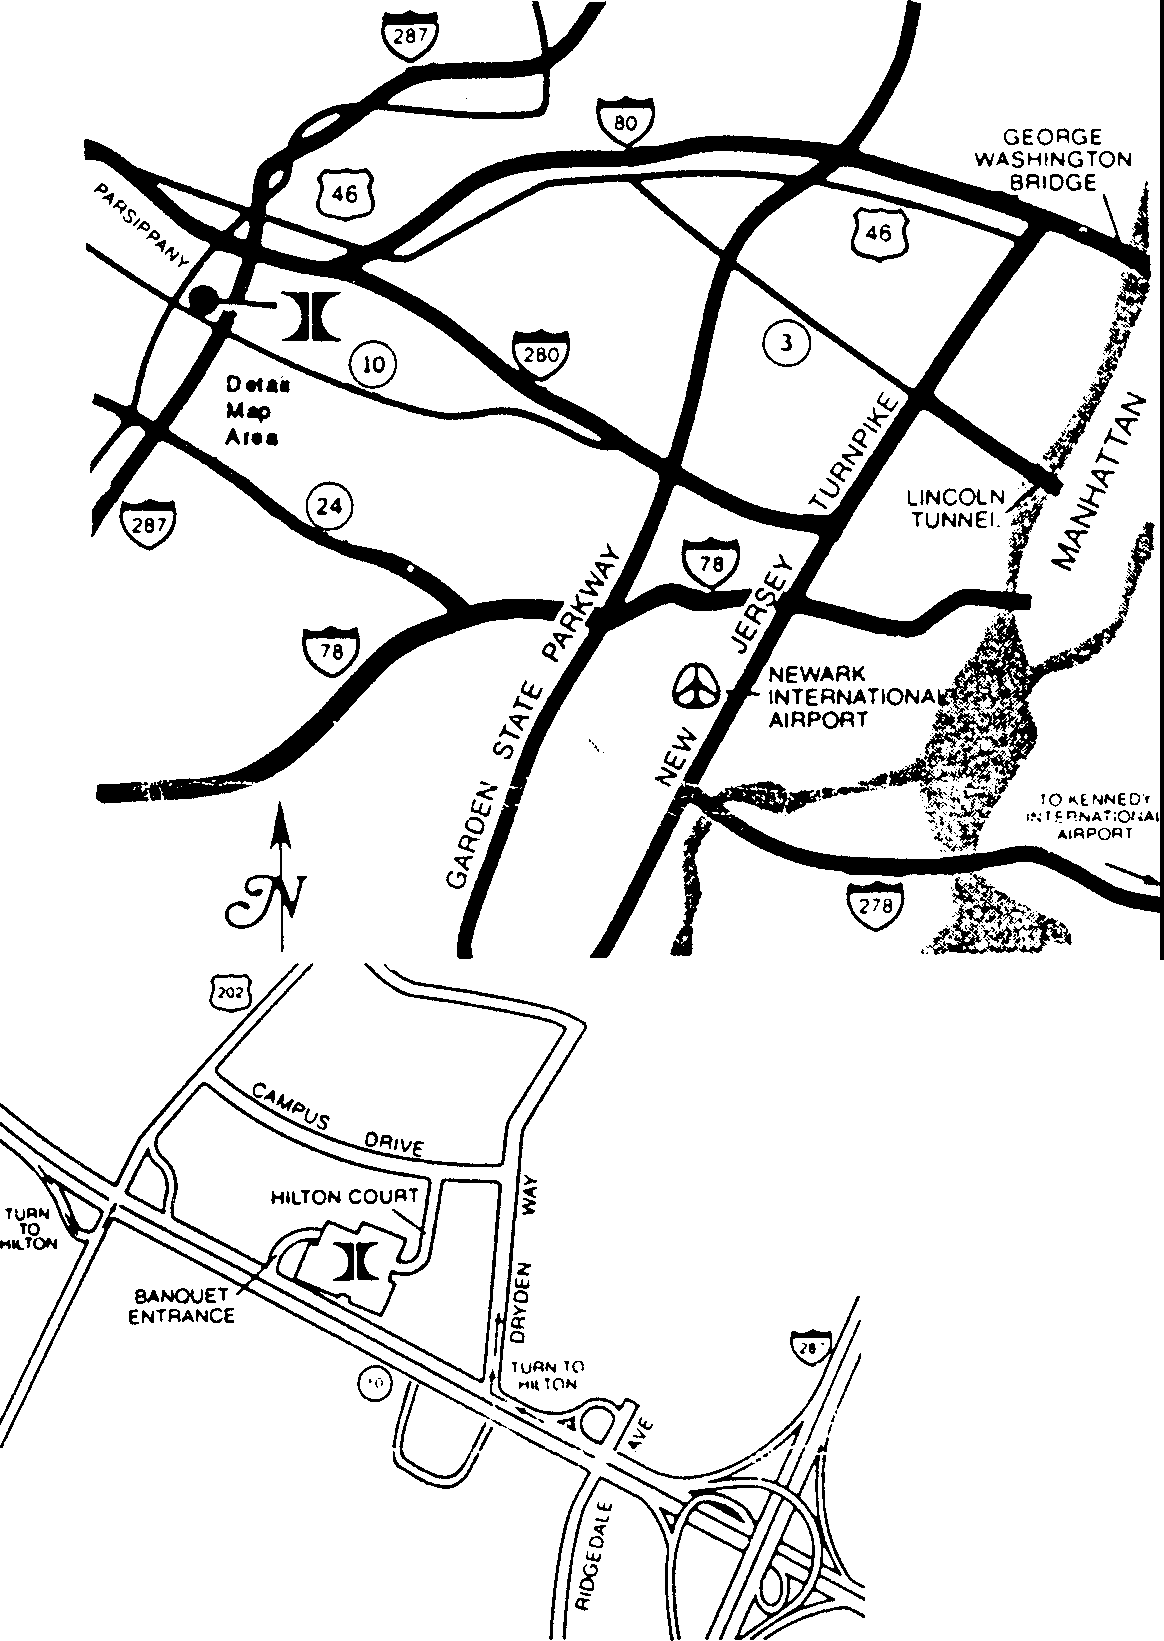 287
80
GEORGE
WASHINGTON
BRIDGE
PARSIPPANY
46
46
3
280
10
Detail
Map
Area
TURNPIKE
MANHATTAN
LINCOLN
TUNNEL
24
287
78
JERSEY
PARKWAY
78
NEWARK
INTERNATIONAL
AIRPORT
STATE
NEW
GARDEN
TO KENNEDY
INTERNATIONAL
AIRPORT
278
N
202
CAMPUS DRIVE
HILTON COURT
WAY
TURN
TO
HILTON
BANQUET
ENTRANCE
DRYDEN
28
TURN TO
HILTON
10
AVE
RIDGEDALE